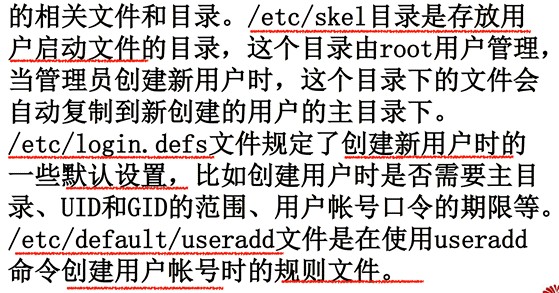 的相关文件和目录。/etc/skel目录是存放用
户启动文件的目录，这个目录由root用户管理，
当管理员创建新用户时，这个目录下的文件会
自动复制到新创建的用户的主目录下。
/etc/login.defs文件规定了创建新用户时的
一些默认设置，比如创建用户时是否需要主目
录、UID和GID的范围、用户帐号口令的期限等。
/etc/default/useradd文件是在使用useradd
命令创建用户帐号时的规则文件。